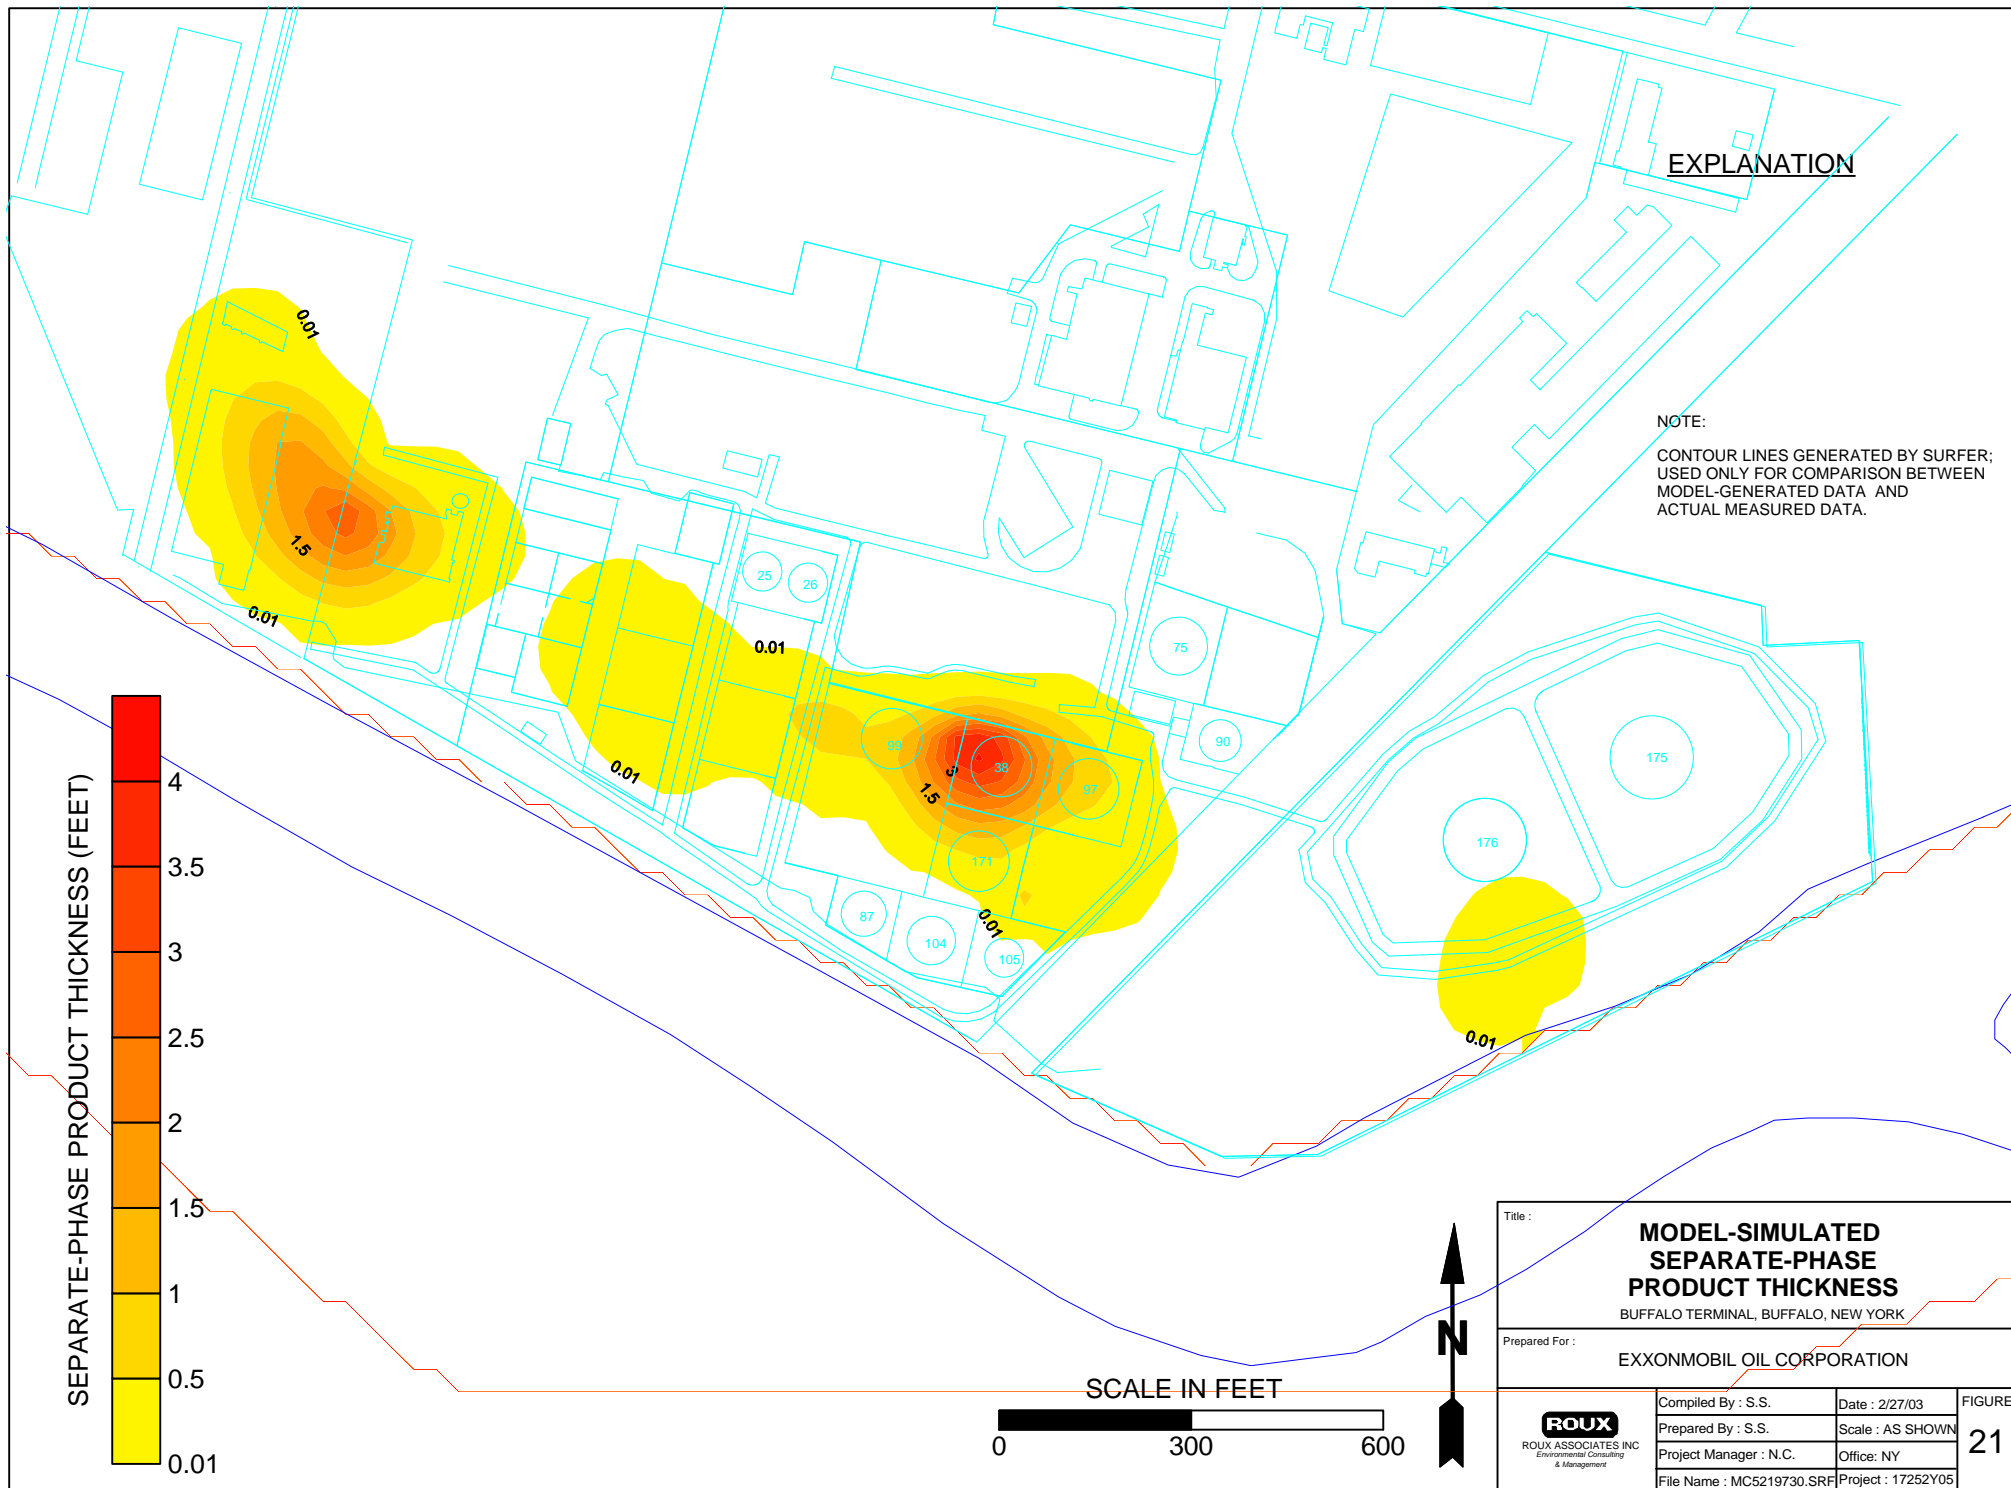 EXPLANATION
0.01
NOTE:
CONTOUR LINES GENERATED BY SURFER;
USED ONLY FOR COMPARISON BETWEEN
MODEL-GENERATED DATA AND
ACTUAL MEASURED DATA.
1.5
0.01
25
26
0.01
75
99
38
3
1.5
97
90
175
176
0.01
171
87
104
105
0.01
0.01
SEPARATE-PHASE PRODUCT THICKNESS (FEET)
4
3.5
3
2.5
2
1.5
1
0.5
0.01
SCALE IN FEET
0
300
600
N
Title :
MODEL-SIMULATED
SEPARATE-PHASE
PRODUCT THICKNESS
BUFFALO TERMINAL, BUFFALO, NEW YORK
Prepared For :
EXXONMOBIL OIL CORPORATION
ROUX
ROUX ASSOCIATES INC
Environmental Consulting
& Management
Compiled By : S.S.
Date : 2/27/03
Prepared By : S.S.
Scale : AS SHOWN
Project Manager : N.C.
Office: NY
File Name : MC5219730.SRF
Project : 17252Y05
FIGURE
21